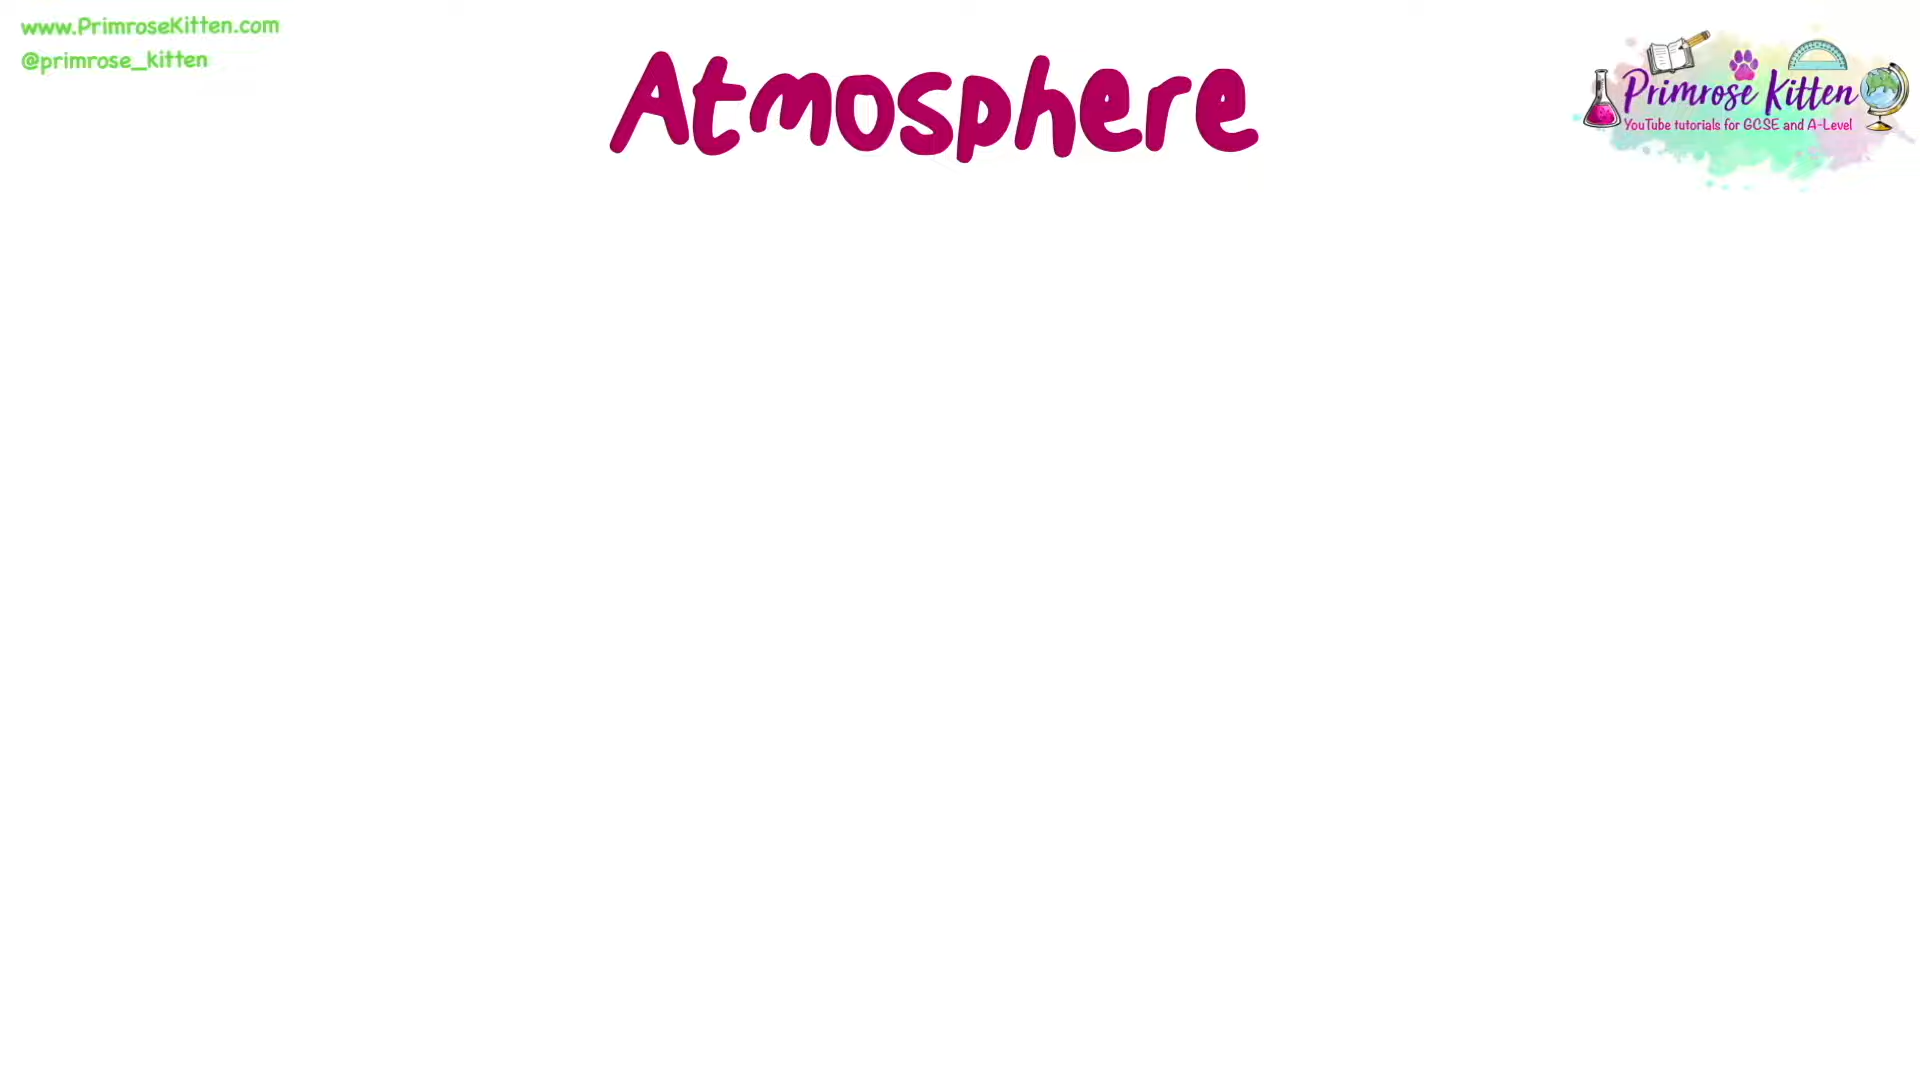 www.PrimroseKitten.com
@primrose_kitten
Atmosphere
Primrose Kitten
YouTube tutorials for GCSE and A-Level